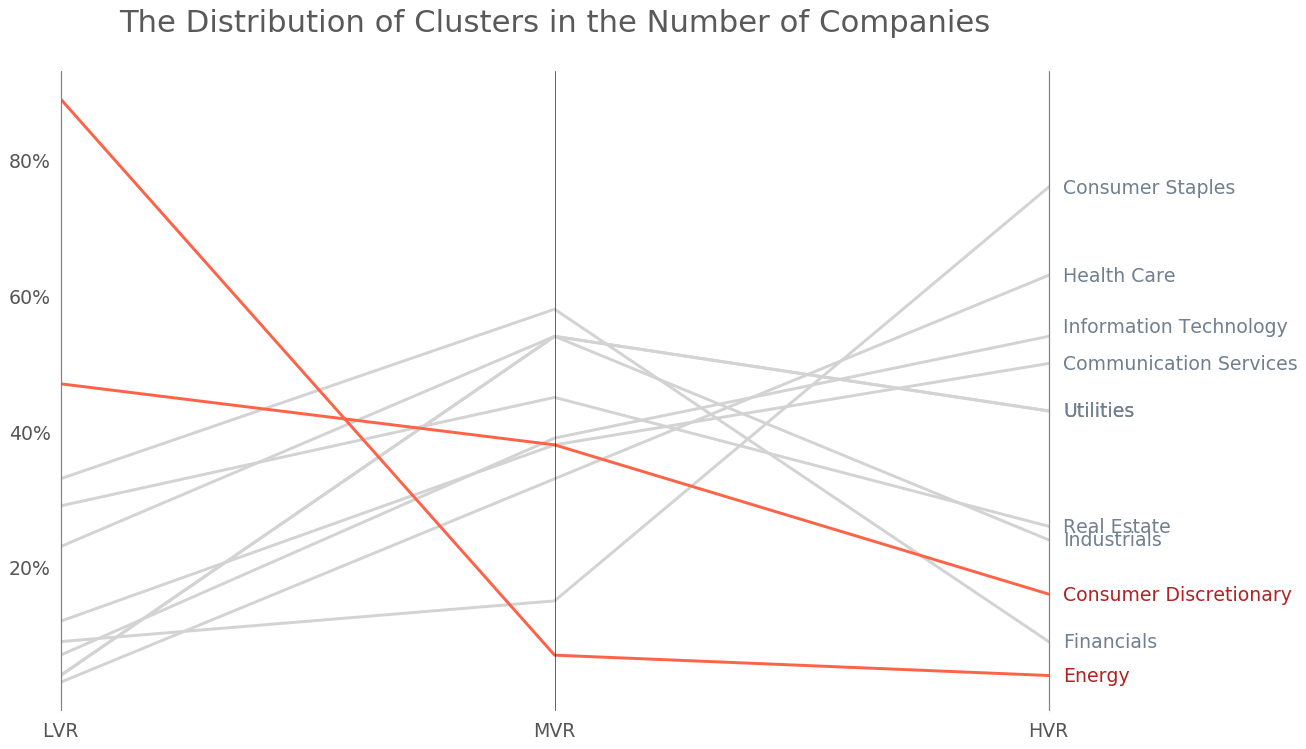 The Distribution of Clusters in the Number of Companies
80%
60%
40%
20%
Consumer Staples
Health Care
Information Technology
Communication Services
Utilities
Real Estate
Industrials
Consumer Discretionary
Financials
Energy
LVR
MVR
HVR